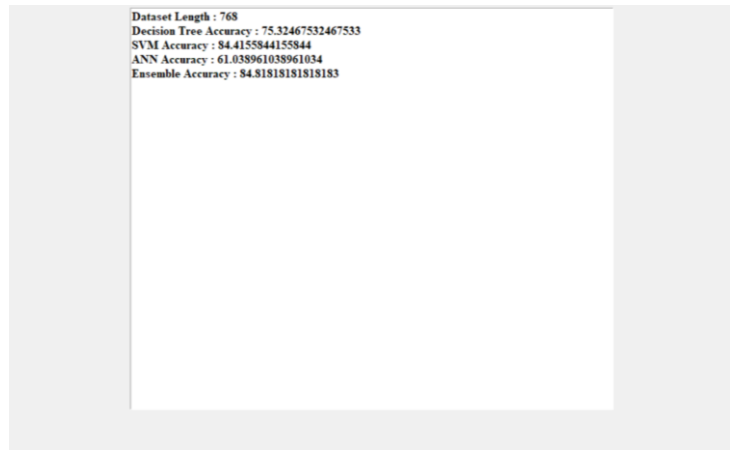 Dataset Length : 768
Decision Tree Accuracy : 75.32467532467533
SVM Accuracy : 84.4155844155844
ANN Accuracy : 61.038961038961034
Ensemble Accuracy : 84.81818181818183